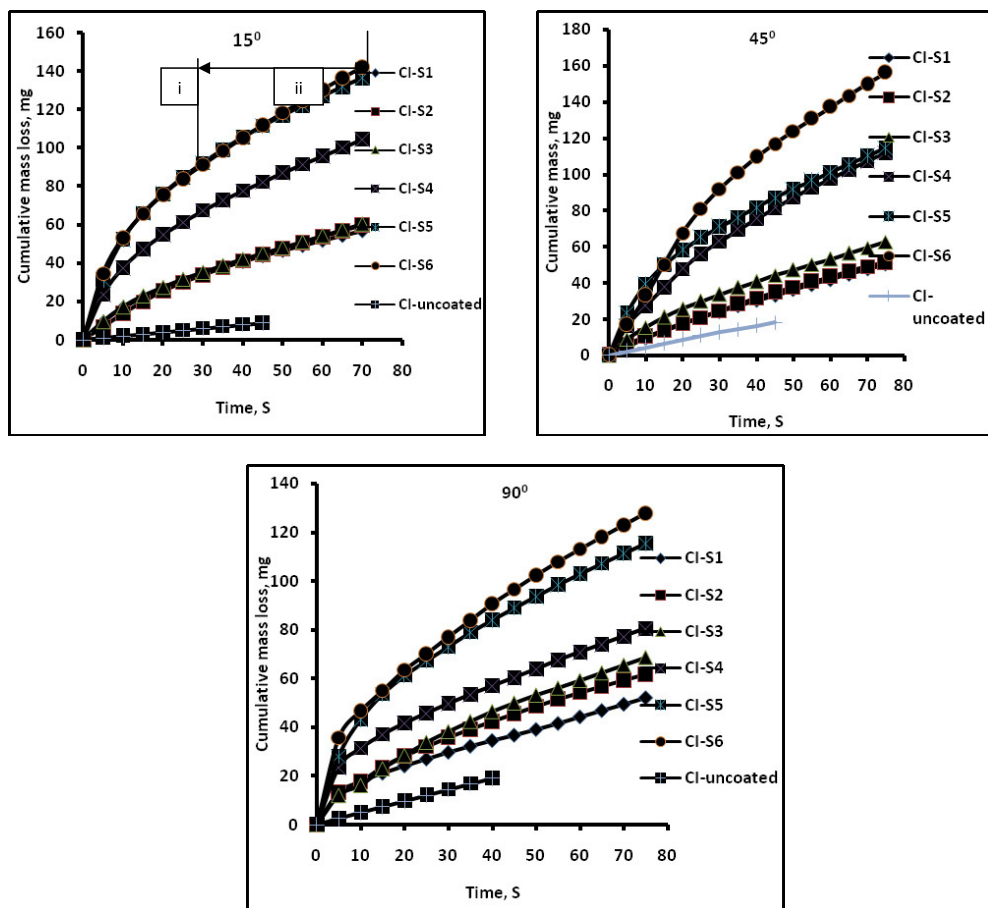 15⁰
Cumulative mass loss, mg
160
140
120
100
80
60
40
20
0
i
ii
0 10 20 30 40 50 60 70 80
Time, S
CI-S1
CI-S2
CI-S3
CI-S4
CI-S5
CI-S6
CI-uncoated
45⁰
Cumulative mass, mg
180
160
140
120
100
80
60
40
20
0
0 10 20 30 40 50 60 70 80
Time, S
CI-S1
CI-S2
CI-S3
CI-S4
CI-S5
CI-S6
CI-
uncoated
90⁰
Cumulative mass loss, mg
140
120
100
80
60
40
20
0
0 10 20 30 40 50 60 70 80
Time, S
CI-S1
CI-S2
CI-S3
CI-S4
CI-S5
CI-S6
CI-uncoated